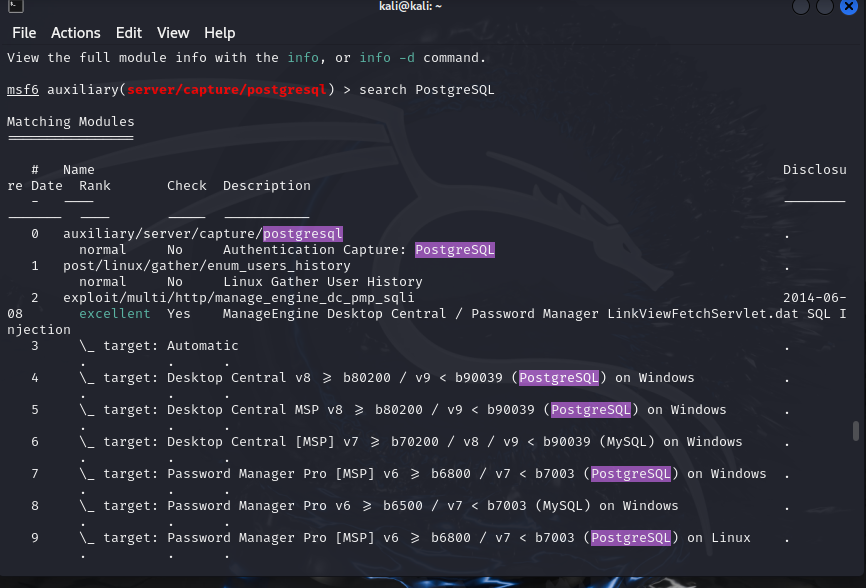 kali@kali: ~
File Actions Edit View Help
View the full module info with the info, or info -d command.
msf6 auxiliary(server/capture/postgresql) > search PostgreSQL
Matching Modules
================
# Name Disclosu
re Date Rank Check Description
- ---- --------
------- ---- ----- -----------
0 auxiliary/server/capture/postgresql .
normal No Authentication Capture: PostgreSQL
1 post/linux/gather/enum_users_history .
normal No Linux Gather User History
2 exploit/multi/http/manage_engine_dc_pmp_sqli 2014-06-
08 excellent Yes ManageEngine Desktop Central / Password Manager LinkViewFetchServlet.dat SQL I
njection
3 \_ target: Automatic .
. . .
4 \_ target: Desktop Central v8 >= b80200 / v9 < b90039 (PostgreSQL) on Windows .
. . .
5 \_ target: Desktop Central MSP v8 >= b80200 / v9 < b90039 (PostgreSQL) on Windows .
. . .
6 \_ target: Desktop Central [MSP] v7 >= b70200 / v8 / v9 < b90039 (MySQL) on Windows .
. . .
7 \_ target: Password Manager Pro [MSP] v6 >= b6800 / v7 < b7003 (PostgreSQL) on Windows .
. . .
8 \_ target: Password Manager Pro v6 >= b6500 / v7 < b7003 (MySQL) on Windows .
. . .
9 \_ target: Password Manager Pro [MSP] v6 >= b6800 / v7 < b7003 (PostgreSQL) on Linux .
. . .